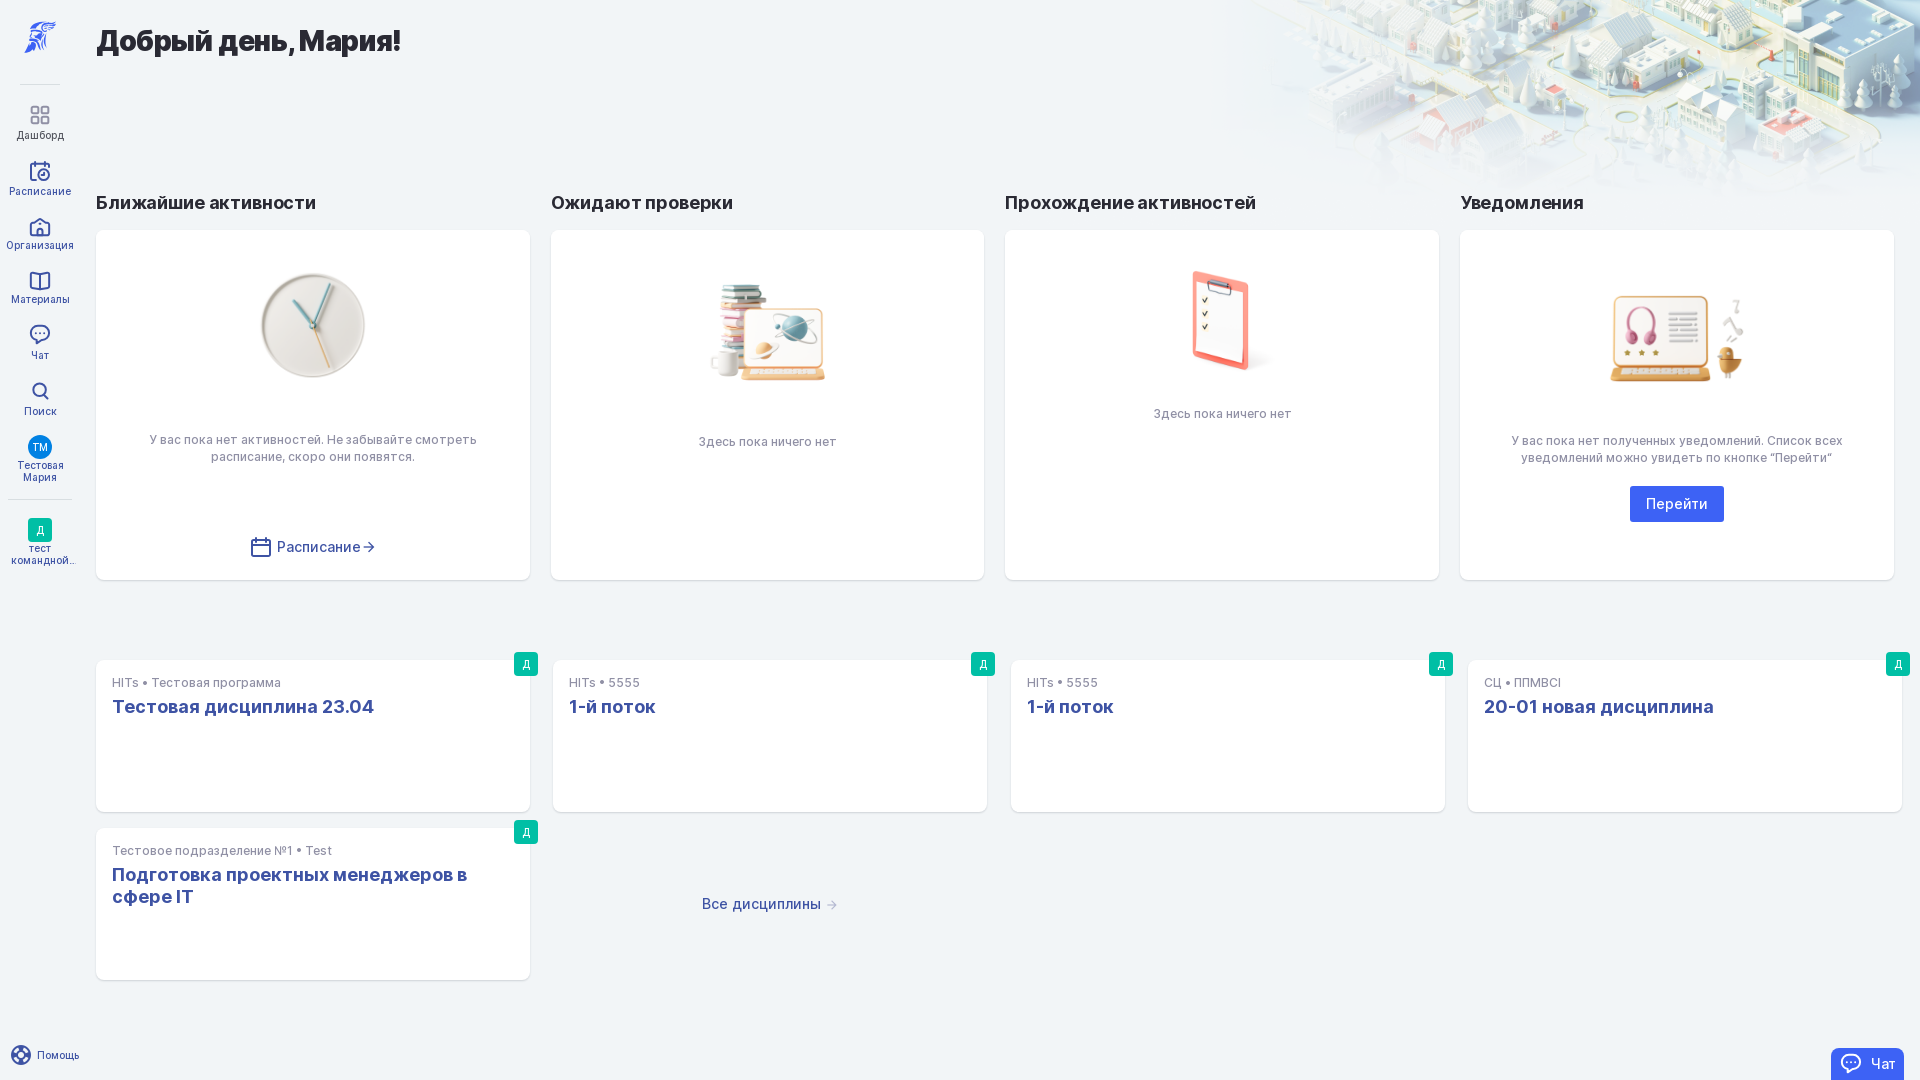 Добрый день, Мария!
Дашборд
Расписание
Организация
Материалы
Чат
Поиск
ТМ
Тестовая
Мария
Д
тест
командной...
Помощь
Ближайшие активности
У вас пока нет активностей. Не забывайте смотреть
расписание, скоро они появятся.
Расписание
Ожидают проверки
Здесь пока ничего нет
Прохождение активностей
Здесь пока ничего нет
Уведомления
У вас пока нет полученных уведомлений. Список всех
уведомлений можно увидеть по кнопке “Перейти“
Перейти
Д
HITs • Тестовая программа
Тестовая дисциплина 23.04
Д
HITs • 5555
1-й поток
Д
HITs • 5555
1-й поток
Д
СЦ • ППМВСІ
20-01 новая дисциплина
Д
Тестовое подразделение №1 • Test
Подготовка проектных менеджеров в
сфере IT
Все дисциплины
Чат